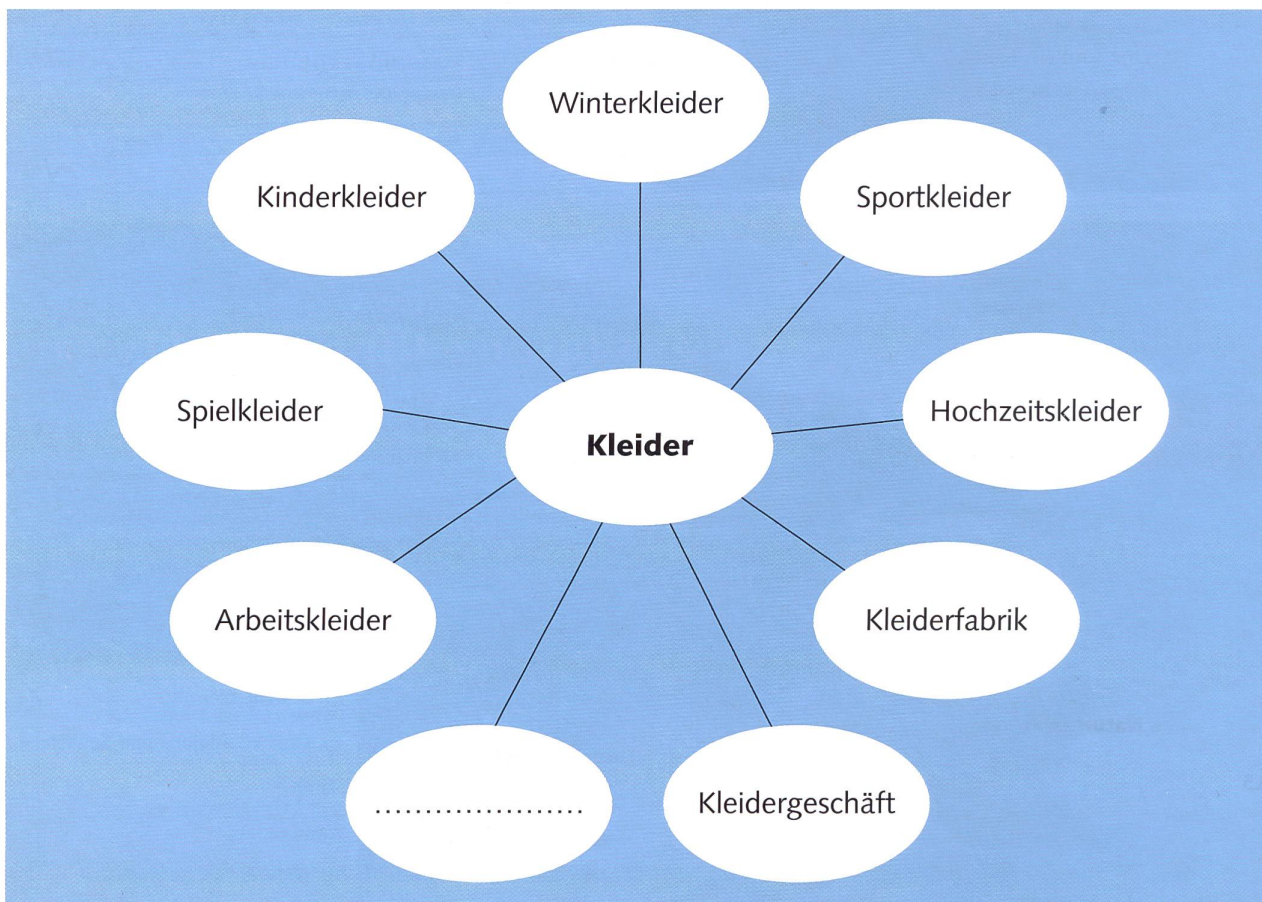 Winterkleider
Kinderkleider
Sportkleider
Spielkleider
Hochzeitskleider
Kleider
Arbeitskleider
Kleiderfabrik
.....................
Kleidergeschäft